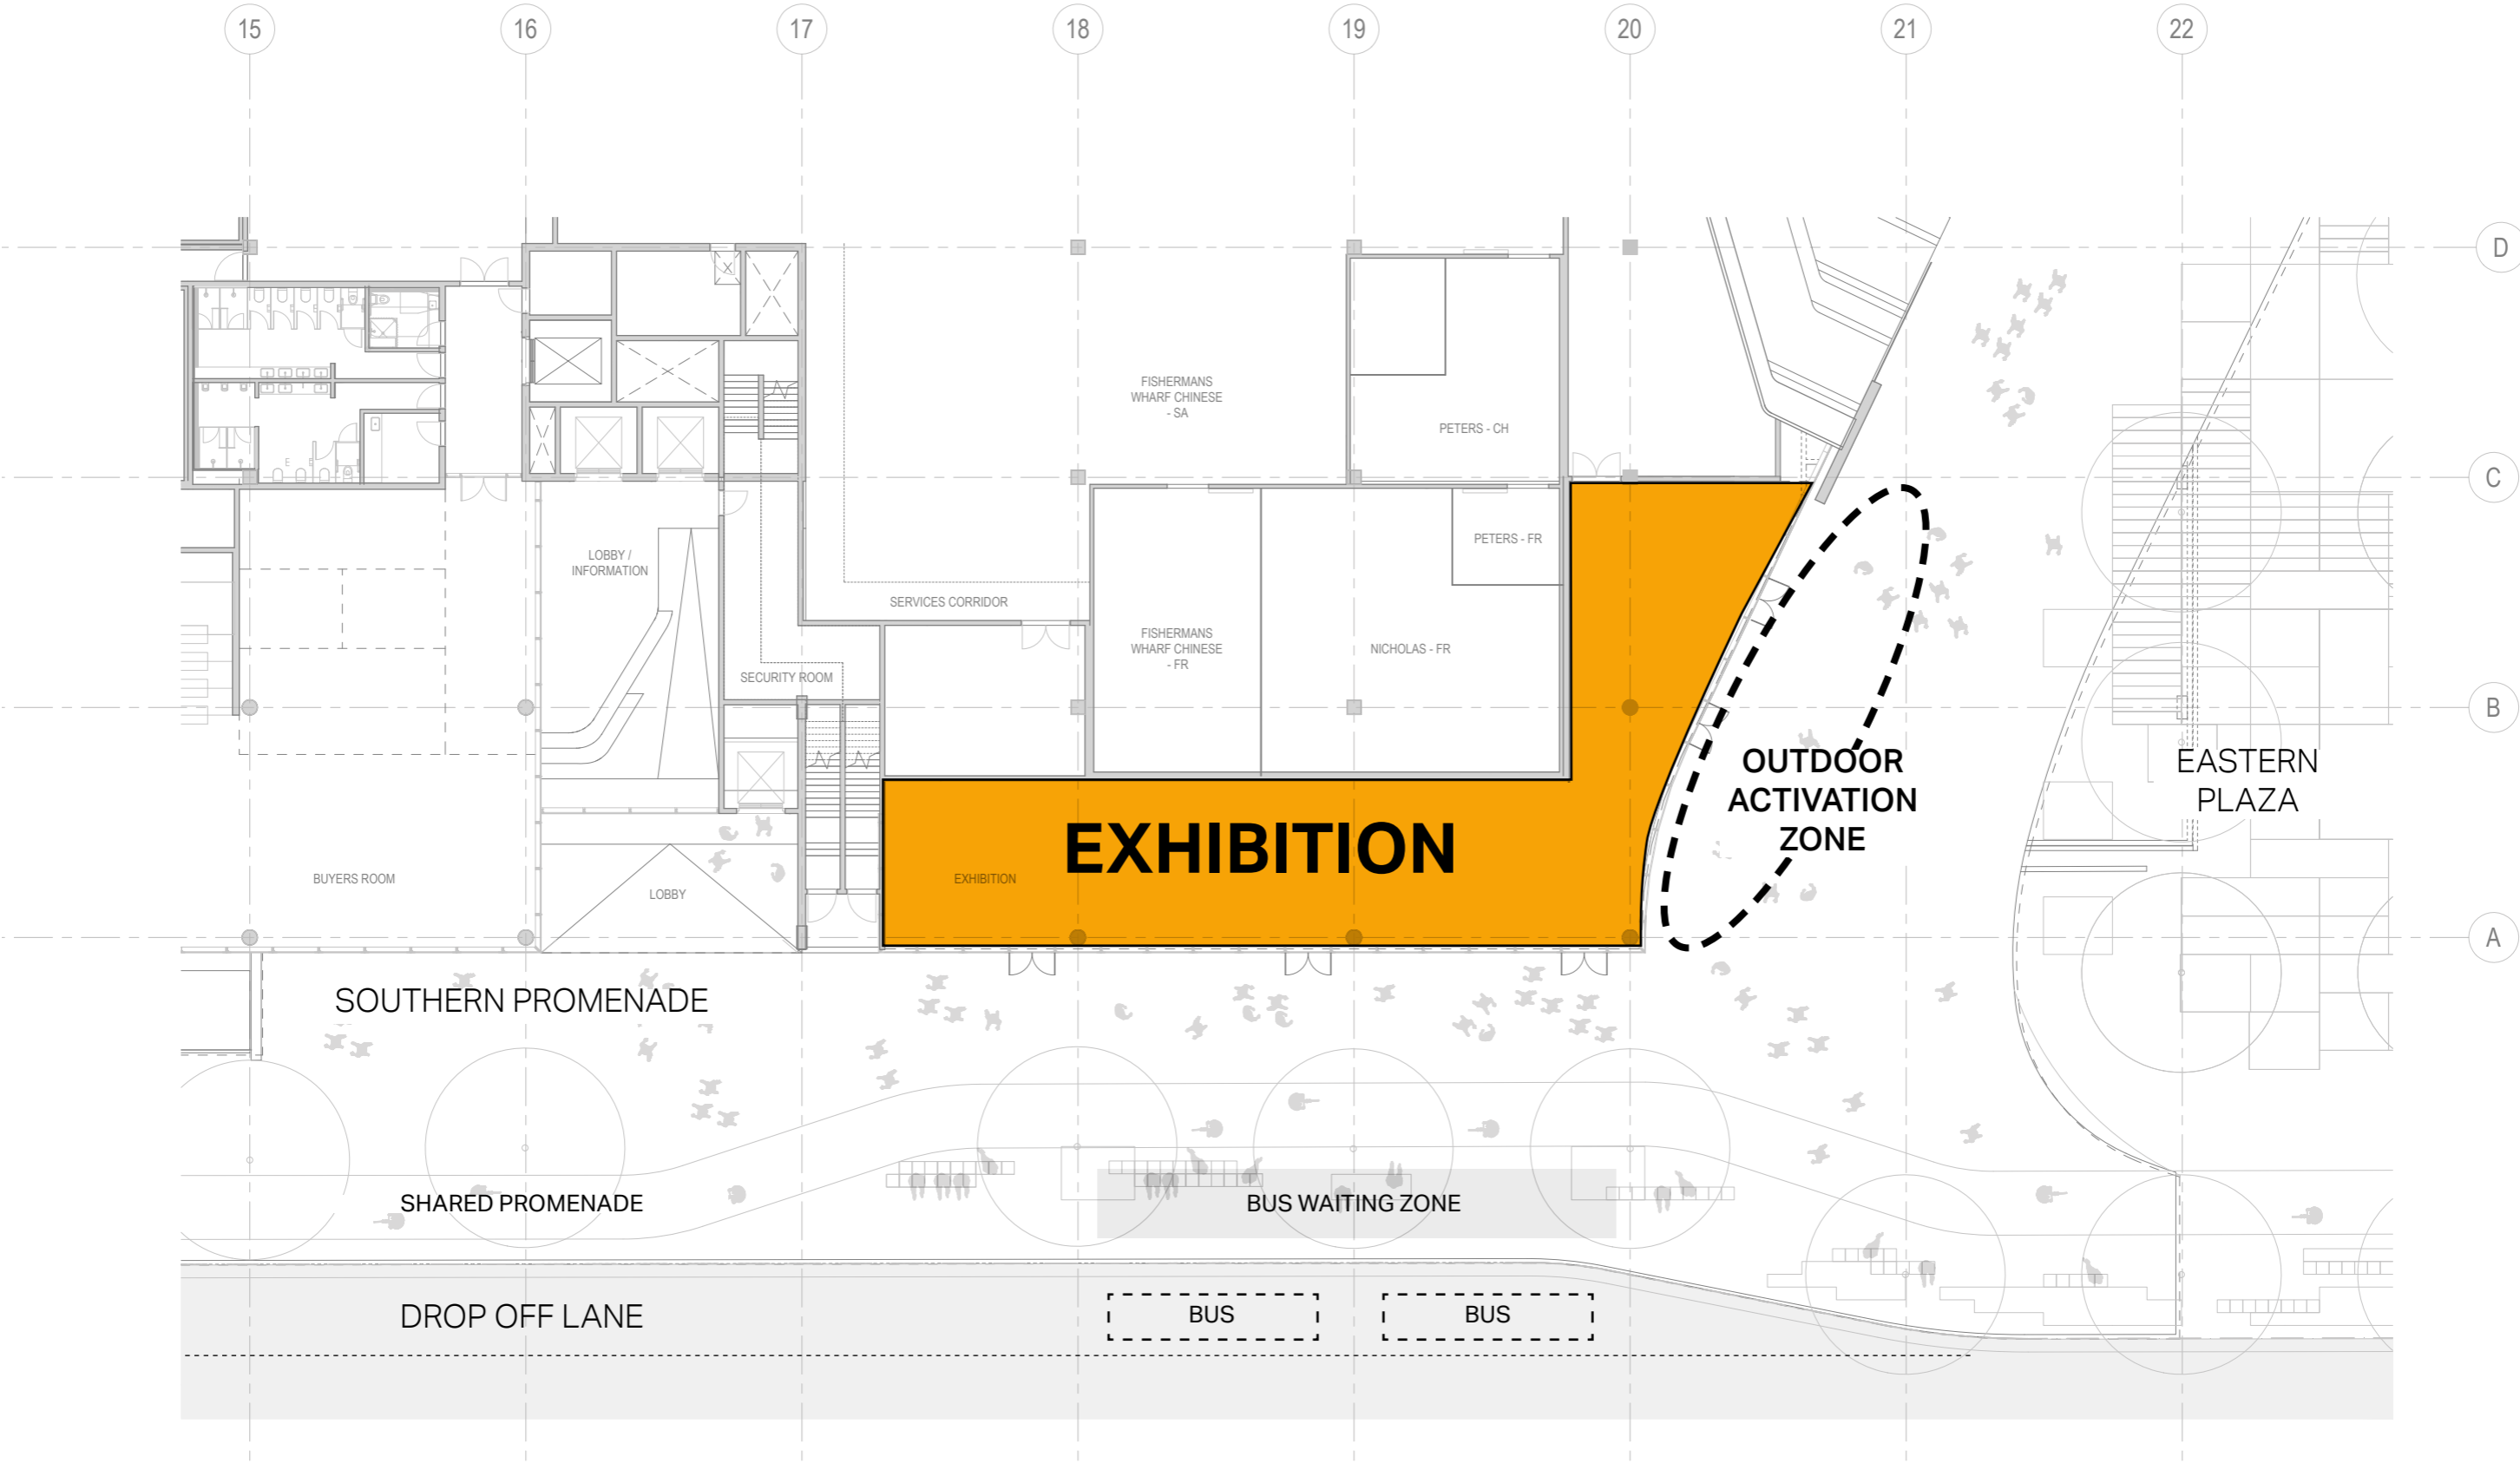 15 16 17 18 19 20 21 22
D
FISHERMANS
WHARF CHINESE
- SA
PETERS - CH
C
PETERS - FR
LOBBY /
INFORMATION
SERVICES CORRIDOR
FISHERMANS
WHARF CHINESE
- FR
NICHOLAS - FR
SECURITY ROOM
B
OUTDOOR
ACTIVATION
ZONE
EASTERN
PLAZA
EXHIBITION
BUYERS ROOM
EXHIBITION
LOBBY
A
SOUTHERN PROMENADE
SHARED PROMENADE
BUS WAITING ZONE
DROP OFF LANE
BUS
BUS